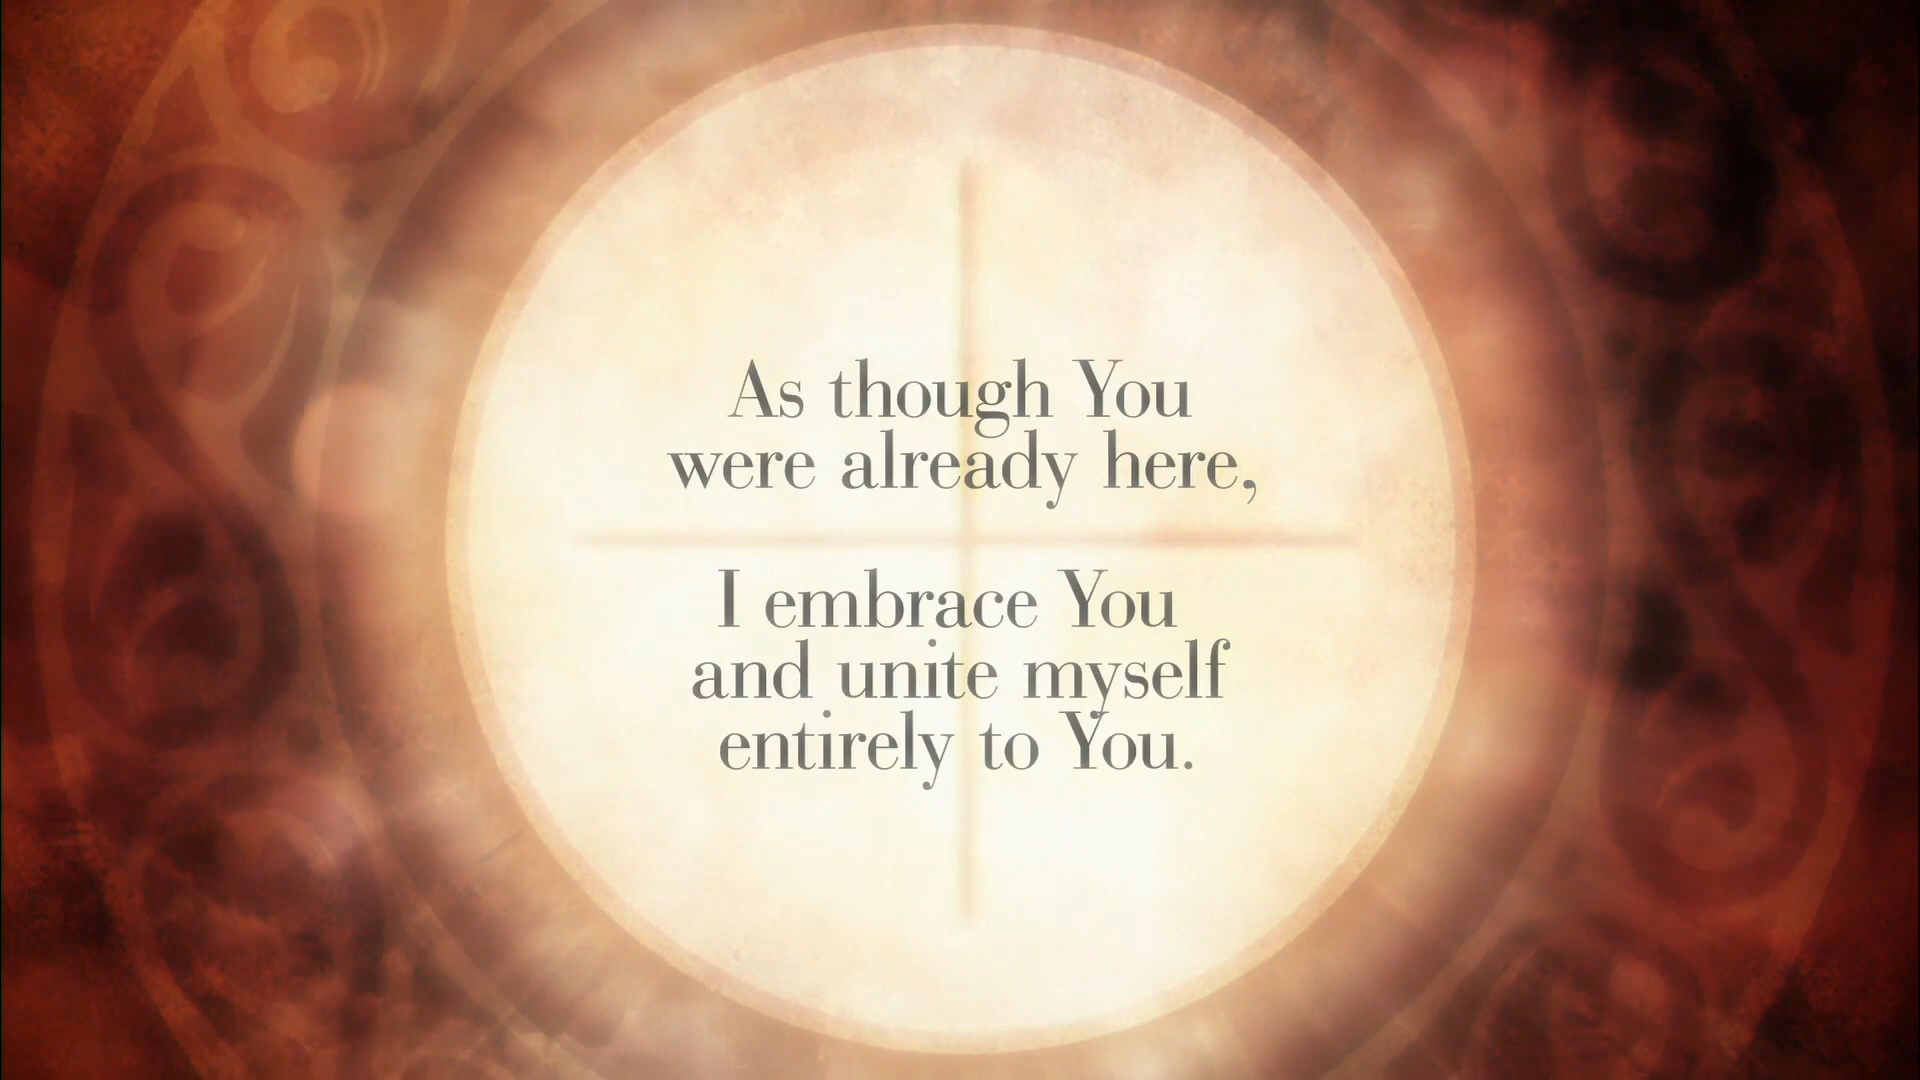 As though You
were already here,
I embrace You
and unite myself
entirely to You.